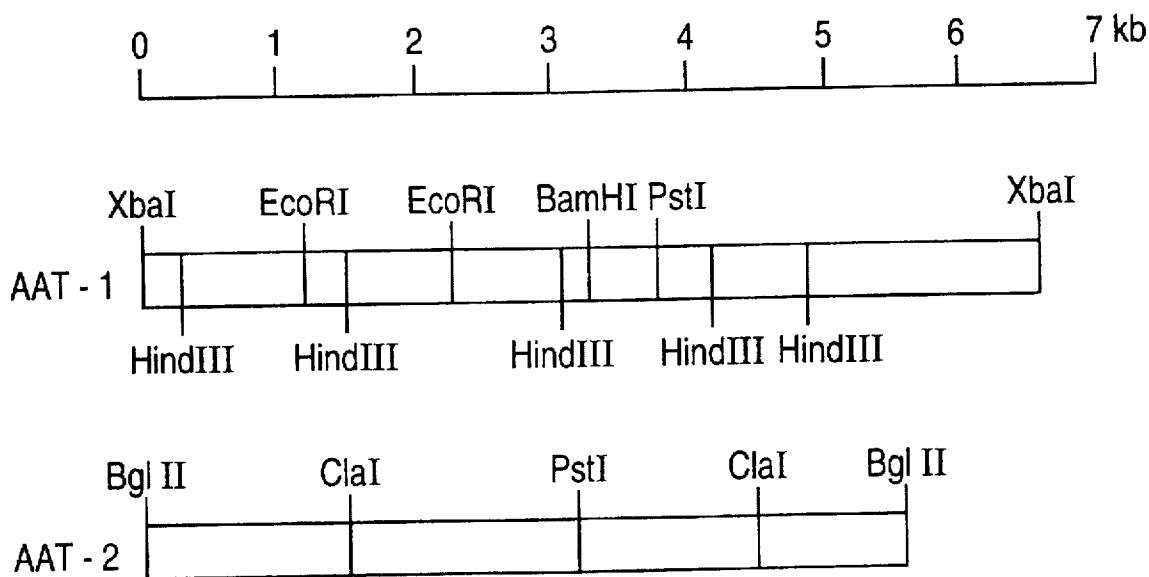 0 1 2 3 4 5 6 7 kb
XbaI EcoRI EcoRI BamHI PstI XbaI
AAT - 1
HindIII HindIII HindIII HindIII HindIII
Bgl II ClaI PstI ClaI Bgl II
AAT - 2